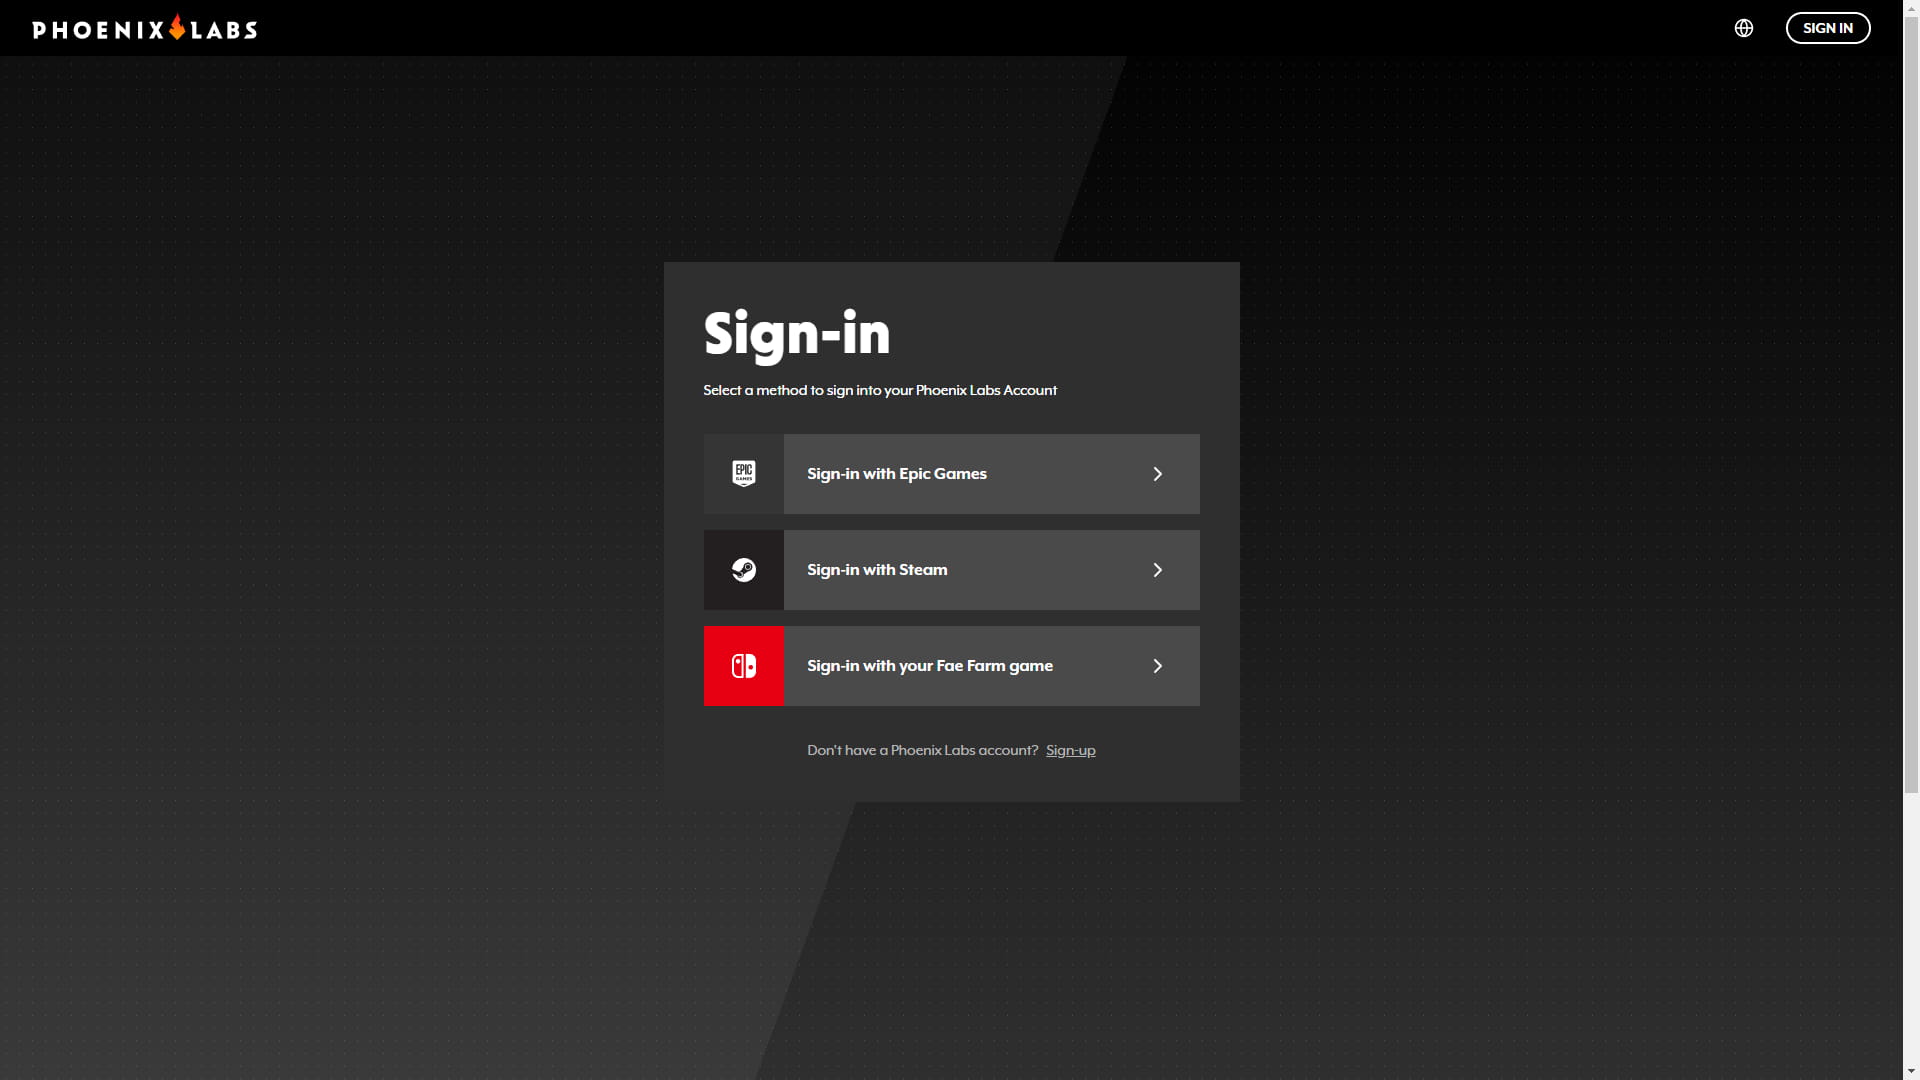 PHOENIX LABS
SIGN IN
Sign-in
Select a method to sign into your Phoenix Labs Account
EPIC
GAMES
Sign-in with Epic Games
Sign-in with Steam
Sign-in with your Fae Farm game
Don't have a Phoenix Labs account? Sign-up